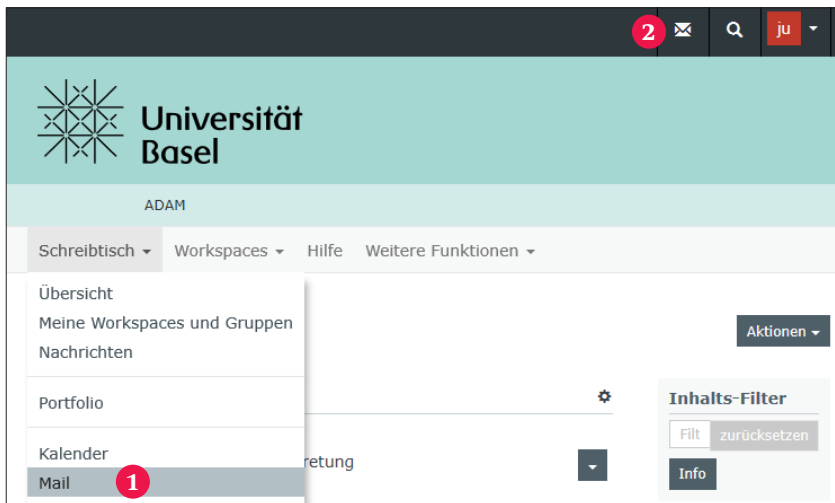 2
ju
Universität
Basel
ADAM
Schreibtisch Workspaces Hilfe Weitere Funktionen
Übersicht
Meine Workspaces und Gruppen
Nachrichten
Aktionen
Portfolio
Inhalts-Filter
Filt zurücksetzen
Kalender
retung
Info
Mail 1